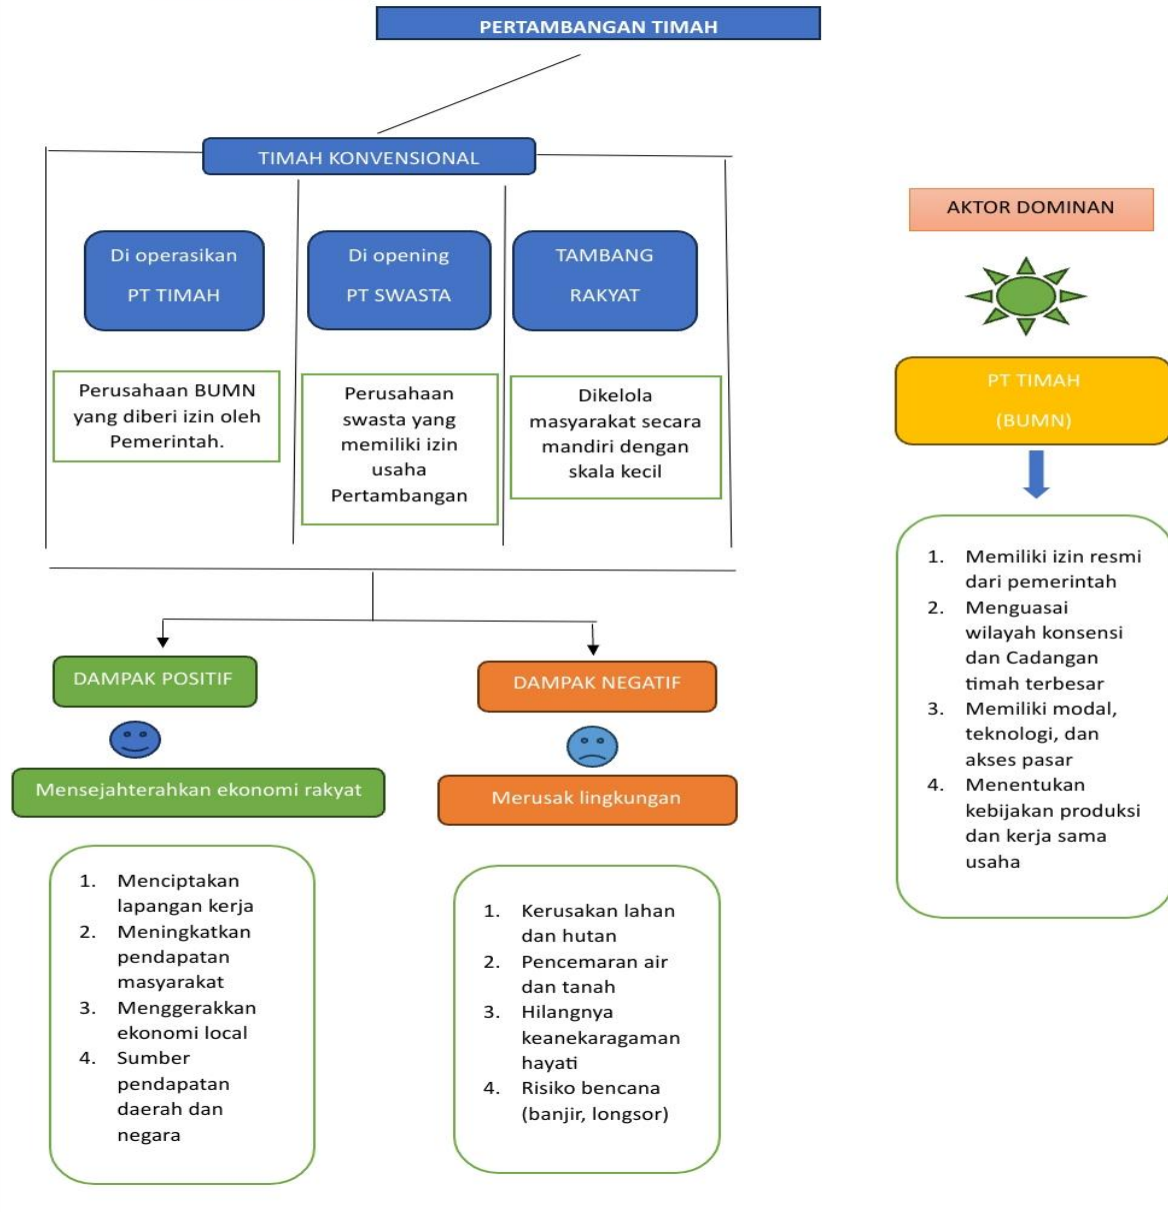 PERTAMBANGAN TIMAH
TIMAH KONVENSIONAL
Di operasikan
PT TIMAH
Perusahaan BUMN
yang diberi izin oleh
Pemerintah.
Di opening
PT SWASTA
Perusahaan
swasta yang
memiliki izin
usaha
Pertambangan
TAMBANG
RAKYAT
Dikelola
masyarakat secara
mandiri dengan
skala kecil
DAMPAK POSITIF
Mensejahterahkan ekonomi rakyat
1. Menciptakan
lapangan kerja
2. Meningkatkan
pendapatan
masyarakat
3. Menggerakkan
ekonomi local
4. Sumber
pendapatan
daerah dan
negara
DAMPAK NEGATIF
Merusak lingkungan
1. Kerusakan lahan
dan hutan
2. Pencemaran air
dan tanah
3. Hilangnya
keanekaragaman
hayati
4. Risiko bencana
(banjir, longsor)
AKTOR DOMINAN
PT TIMAH
(BUMN)
1. Memiliki izin resmi
dari pemerintah
2. Menguasai
wilayah konsensi
dan Cadangan
timah terbesar
3. Memiliki modal,
teknologi, dan
akses pasar
4. Menentukan
kebijakan produksi
dan kerja sama
usaha